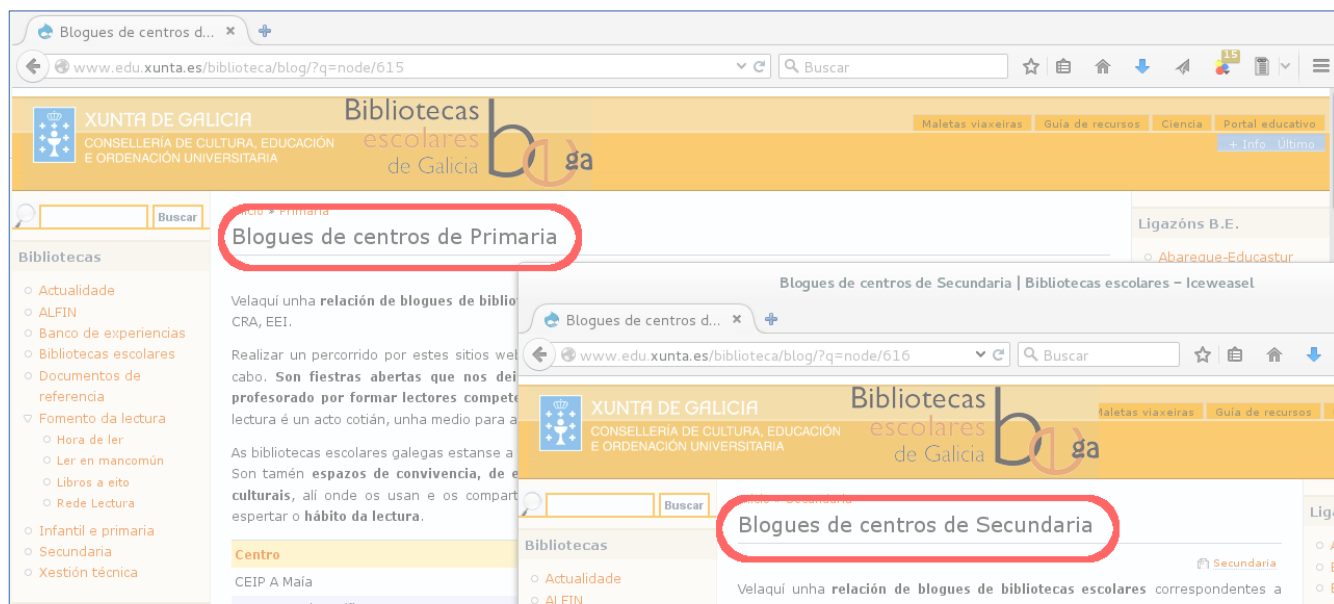 Blogues de centros d...
www.edu.xunta.es/biblioteca/blog/?q=node/615
Buscar
15
XUNTA DE GALICIA
CONSELLERÍA DE CULTURA, EDUCACIÓN
E ORDENACIÓN UNIVERSITARIA
Bibliotecas
escolares
de Galicia
bega
Maletas viaxeiras
Guía de recursos
Ciencia
Portal educativo
+ Info
Último
Buscar
Inicio » Primaria
Blogues de centros de Primaria
Ligazóns B.E.
Abareque-Educastur
Bibliotecas
Actualidade
ALFIN
Banco de experiencias
Bibliotecas escolares
Documentos de
referencia
Fomento da lectura
Hora de ler
Ler en mancomún
Libros a eito
Rede Lectura
Infantil e primaria
Secundaria
Xestión técnica
Velaquí unha relación de blogues de biblio
CRA, EEI.
Realizar un percorrido por estes sitios we
cabo. Son fiestras abertas que nos dei
profesorado por formar lectores compete
lectura é un acto cotián, unha medio para a
As bibliotecas escolares galegas estanse a
Son tamén espazos de convivencia, de e
culturais, alí onde os usan e os compart
espertar o hábito da lectura.
Centro
CEIP A Maía
Blogues de centros de Secundaria | Bibliotecas escolares – Iceweasel
Blogues de centros d...
www.edu.xunta.es/biblioteca/blog/?q=node/616
Buscar
XUNTA DE GALICIA
CONSELLERÍA DE CULTURA, EDUCACIÓN
E ORDENACIÓN UNIVERSITARIA
Bibliotecas
escolares
de Galicia
bega
Maletas viaxeiras
Guía de recursos
Buscar
Blogues de centros de Secundaria
Liga
Bibliotecas
Actualidade
ALFIN
Secundaria
Velaquí unha relación de blogues de bibliotecas escolares correspondentes a